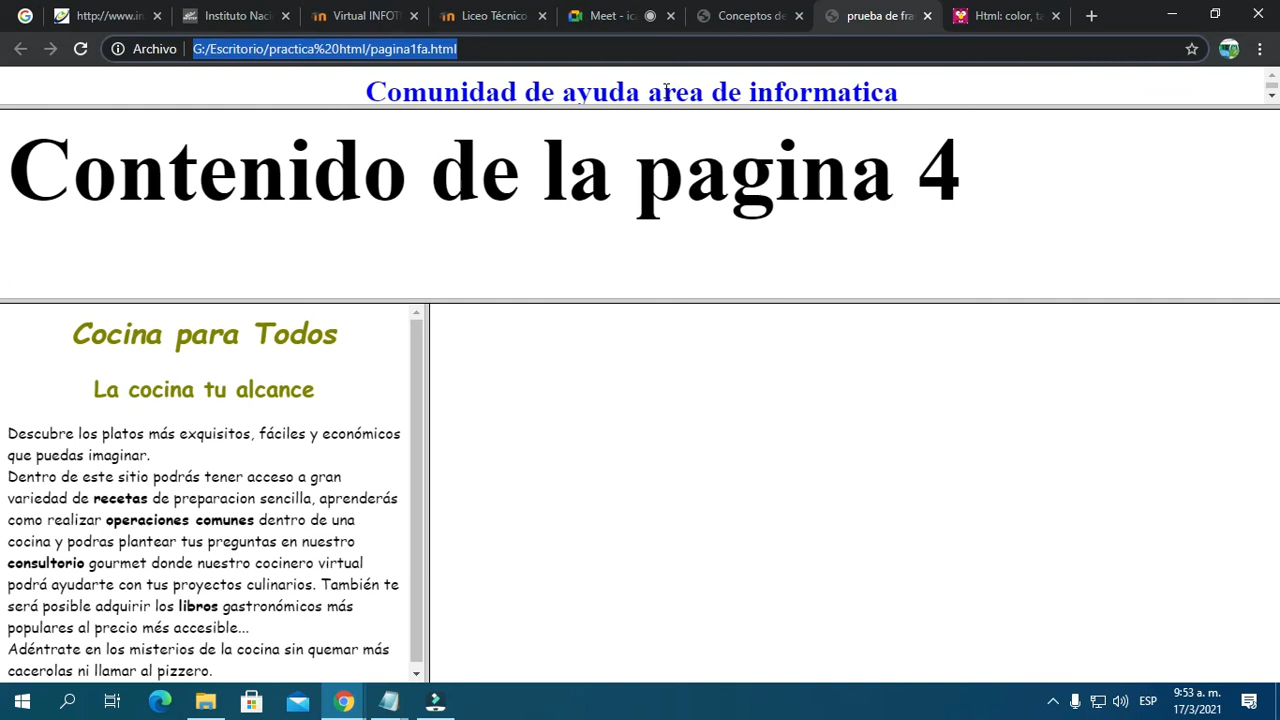 http://www.in
Instituto Naci
Virtual INFOT
Liceo Técnico
Meet - ic
Conceptos de
prueba de fra
Html: color, ta
Archivo
G:/Escritorio/practica%20html/pagina1fa.html
Comunidad de ayuda area de informatica
Contenido de la pagina 4
Cocina para Todos
La cocina tu alcance
Descubre los platos más exquisitos, fáciles y económicos
que puedas imaginar.
Dentro de este sitio podrás tener acceso a gran
variedad de recetas de preparacion sencilla, aprenderás
como realizar operaciones comunes dentro de una
cocina y podras plantear tus preguntas en nuestro
consultorio gourmet donde nuestro cocinero virtual
podrá ayudarte con tus proyectos culinarios. También te
será posible adquirir los libros gastronómicos más
populares al precio més accesible...
Adéntrate en los misterios de la cocina sin quemar más
cacerolas ni llamar al pizzero.
ESP
9:53 a. m.
17/3/2021